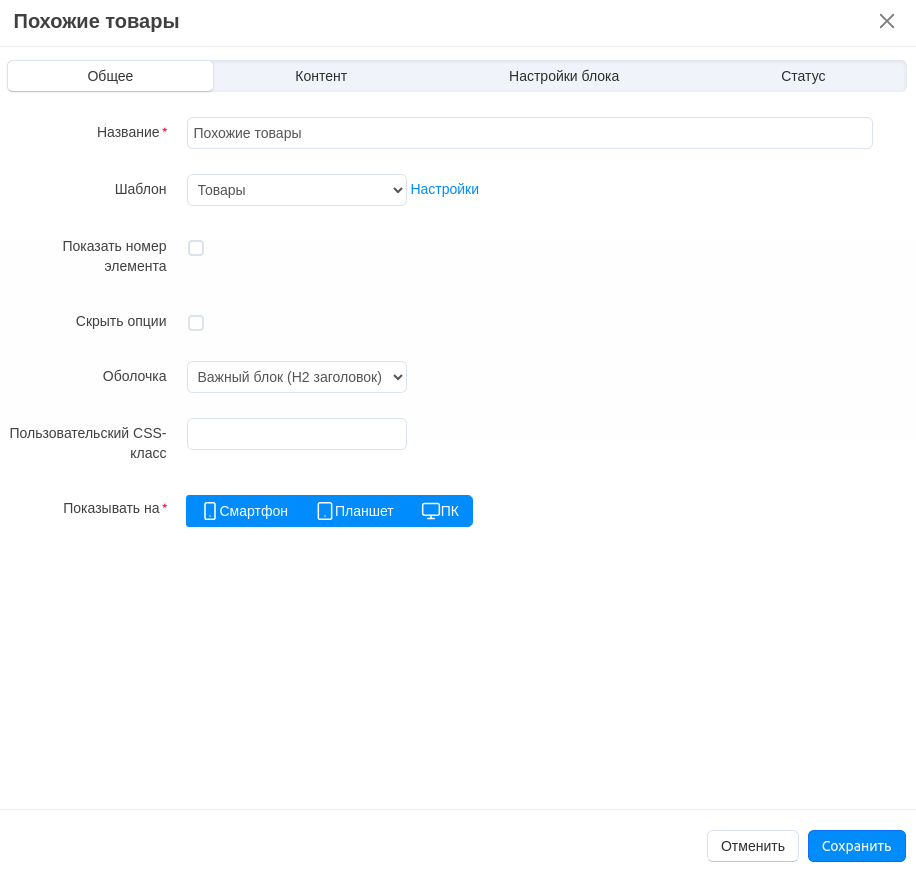 Похожие товары
Общее Контент Настройки блока Статус
Название* Похожие товары
Шаблон Товары Настройки
Показать номер
элемента
Скрыть опции
Оболочка Важный блок (H2 заголовок)
Пользовательский CSS-
класс
Показывать на* Смартфон Планшет ПК
Отменить Сохранить